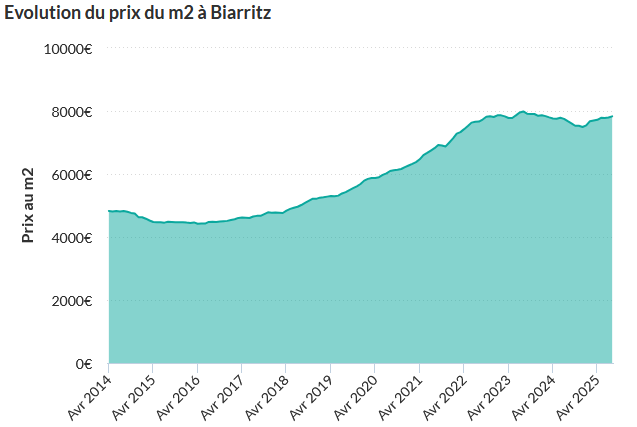 Evolution du prix du m2 à Biarritz
10000€
8000€
6000€
4000€
2000€
0€
Prix au m2
Avr 2014
Avr 2015
Avr 2016
Avr 2017
Avr 2018
Avr 2019
Avr 2020
Avr 2021
Avr 2022
Avr 2023
Avr 2024
Avr 2025